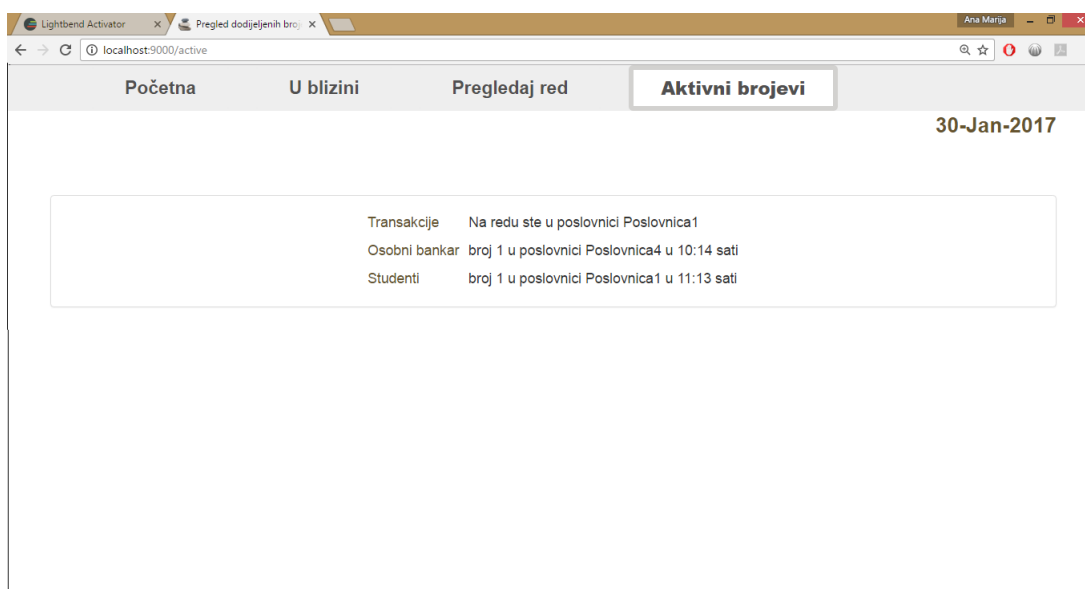 Lightbend Activator
Pregled dodijeljenih broj
Ana Marija
localhost:9000/active
Početna U blizini Pregledaj red Aktivni brojevi
30-Jan-2017
Transakcije Na redu ste u poslovnici Poslovnica1
Osobni bankar broj 1 u poslovnici Poslovnica4 u 10:14 sati
Studenti broj 1 u poslovnici Poslovnica1 u 11:13 sati